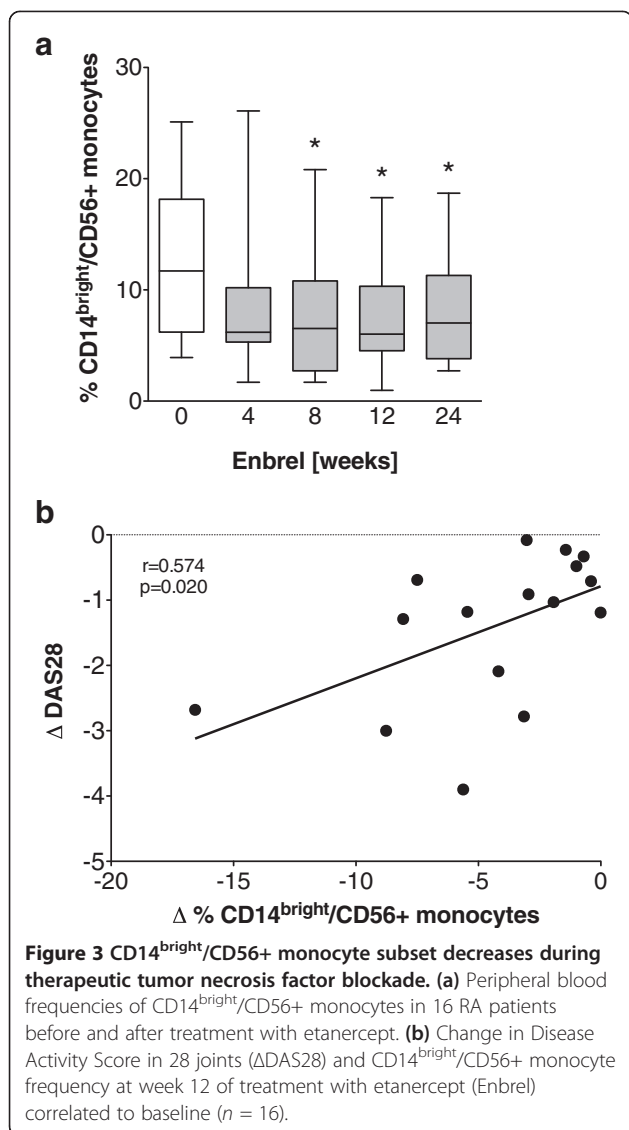 a
30
20
10
0
% CD14bright/CD56+ monocytes
* * *
0 4 8 12 24
Enbrel [weeks]
b
0
-1
-2
-3
-4
-5
Δ DAS28
r=0.574
p=0.020
-20 -15 -10 -5 0
Δ % CD14bright/CD56+ monocytes
Figure 3 CD14bright/CD56+ monocyte subset decreases during
therapeutic tumor necrosis factor blockade. (a) Peripheral blood
frequencies of CD14bright/CD56+ monocytes in 16 RA patients
before and after treatment with etanercept. (b) Change in Disease
Activity Score in 28 joints (ΔDAS28) and CD14bright/CD56+ monocyte
frequency at week 12 of treatment with etanercept (Enbrel)
correlated to baseline (n = 16).